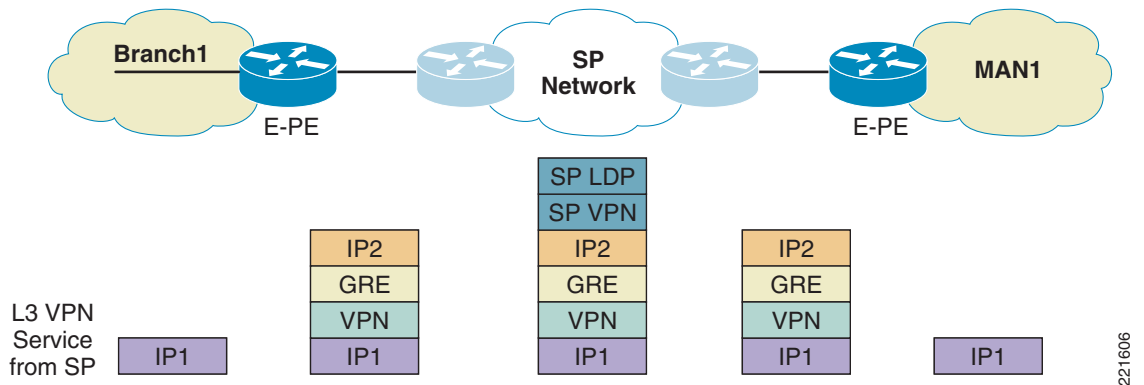 Branch1
SP
Network
MAN1
E-PE
E-PE
SP LDP
SP VPN
IP2
IP2
IP2
GRE
GRE
GRE
L3 VPN
Service
from SP
VPN
VPN
VPN
IP1
IP1
IP1
IP1
IP1
221606